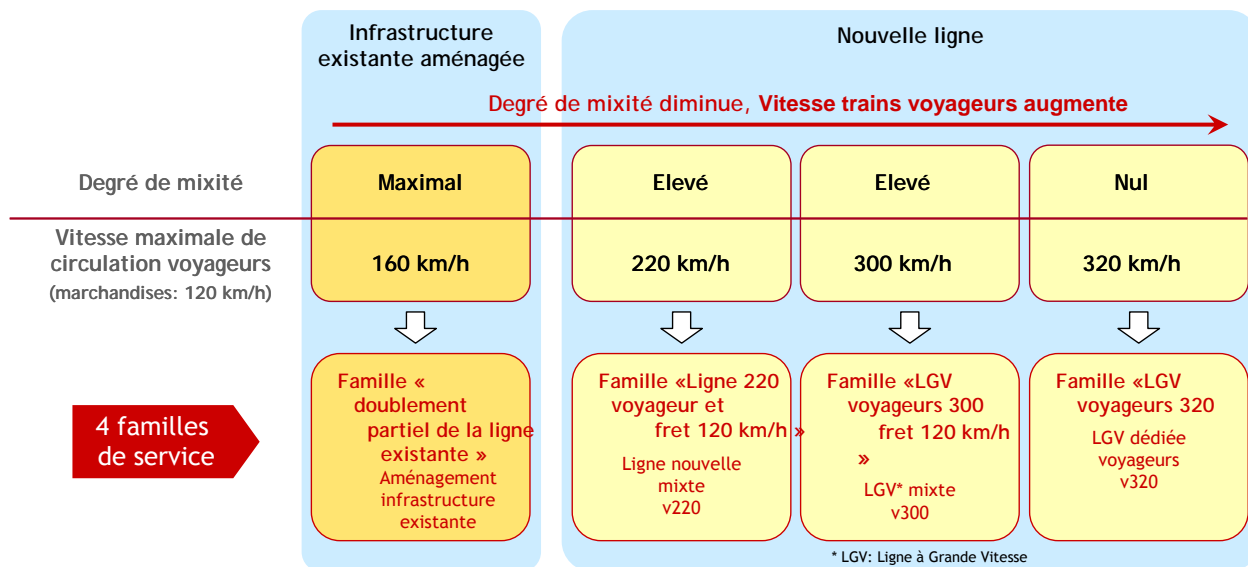 Infrastructure
existante aménagée
Nouvelle ligne
Degré de mixité diminue, Vitesse trains voyageurs augmente
Degré de mixité
Maximal
Elevé
Elevé
Nul
Vitesse maximale de
circulation voyageurs
(marchandises: 120 km/h)
160 km/h
220 km/h
300 km/h
320 km/h
4 familles
de service
Famille «
doublement
partiel de la ligne
existante »
Aménagement
infrastructure
existante
Famille «Ligne 220
voyageur et
fret 120 km/h »
Ligne nouvelle
mixte
v220
Famille «LGV
voyageurs 300
fret 120 km/h
»
LGV* mixte
v300
Famille «LGV
voyageurs 320
LGV dédiée
voyageurs
v320
* LGV: Ligne à Grande Vitesse